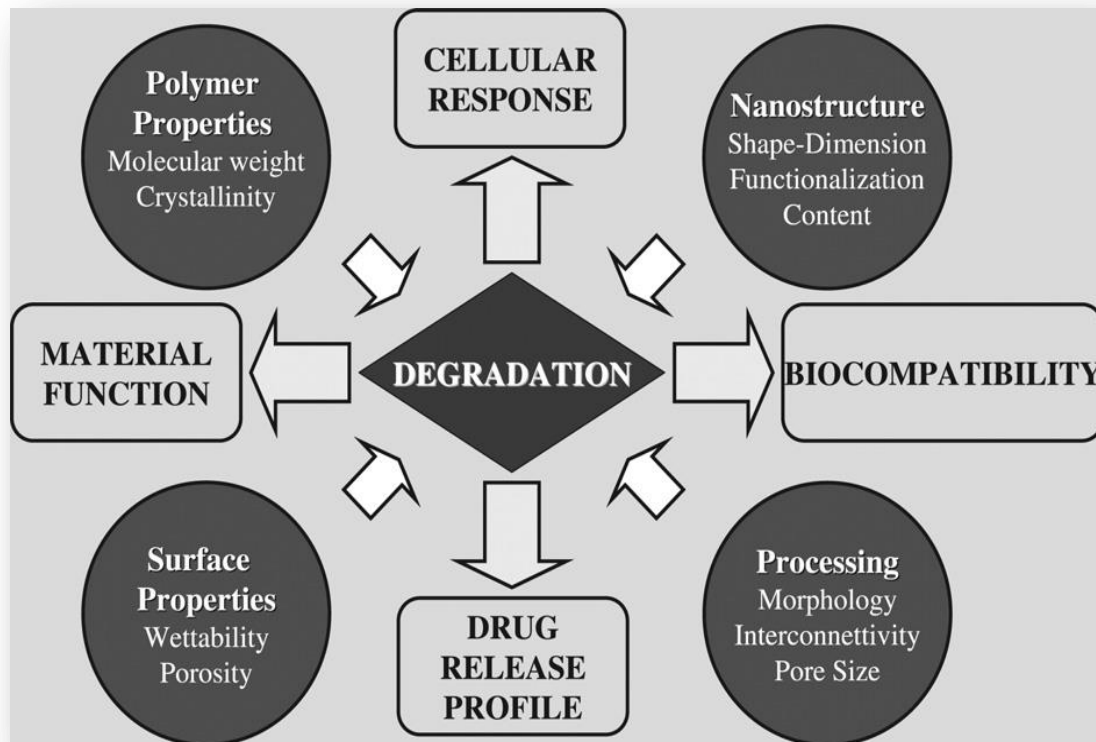 Polymer
Properties
Molecular weight
Crystallinity
CELLULAR
RESPONSE
Nanostructure
Shape-Dimension
Functionalization
Content
MATERIAL
FUNCTION
DEGRADATION
BIOCOMPATIBILITY
Surface
Properties
Wettability
Porosity
DRUG
RELEASE
PROFILE
Processing
Morphology
Interconnettivity
Pore Size